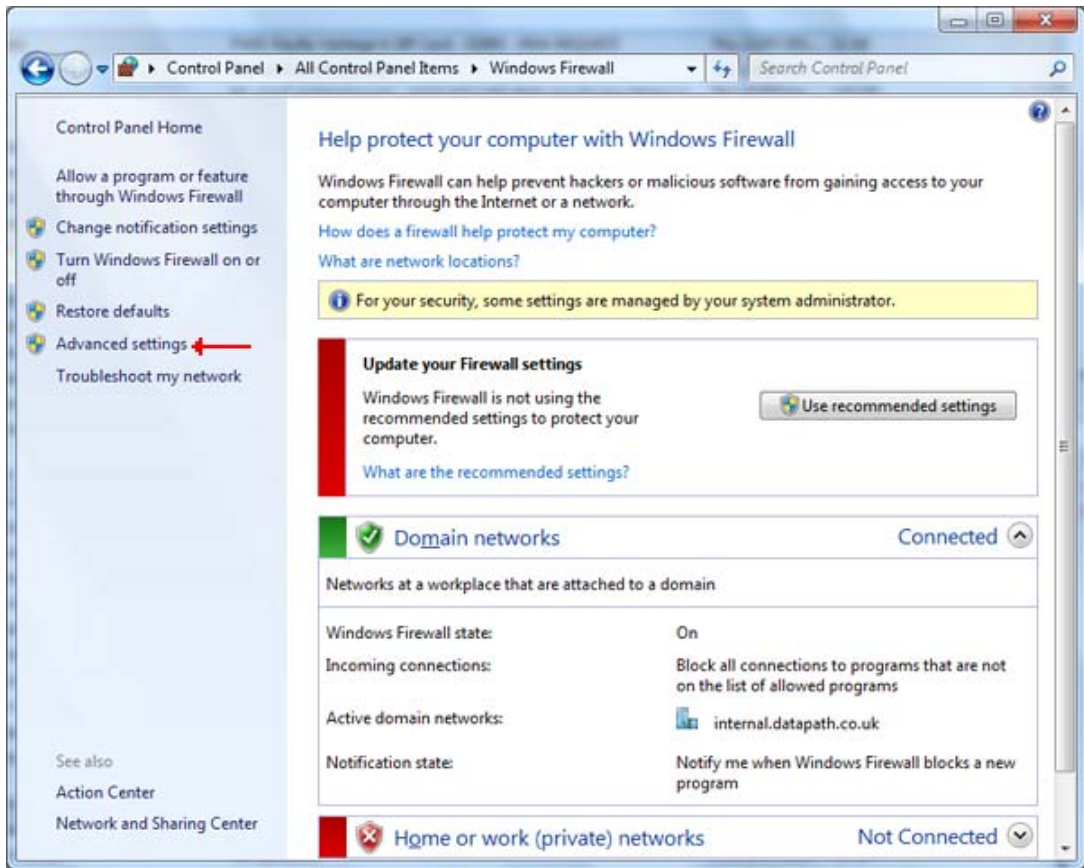 Control Panel ▸ All Control Panel Items ▸ Windows Firewall
Search Control Panel
Control Panel Home
Allow a program or feature
through Windows Firewall
Change notification settings
Turn Windows Firewall on or
off
Restore defaults
Advanced settings
Troubleshoot my network
See also
Action Center
Network and Sharing Center
Help protect your computer with Windows Firewall
Windows Firewall can help prevent hackers or malicious software from gaining access to your
computer through the Internet or a network.
How does a firewall help protect my computer?
What are network locations?
For your security, some settings are managed by your system administrator.
Update your Firewall settings
Windows Firewall is not using the
recommended settings to protect your
computer.
Use recommended settings
What are the recommended settings?
Domain networks
Connected
Networks at a workplace that are attached to a domain
Windows Firewall state:
On
Incoming connections:
Block all connections to programs that are not
on the list of allowed programs
Active domain networks:
internal.datapath.co.uk
Notification state:
Notify me when Windows Firewall blocks a new
program
Home or work (private) networks
Not Connected